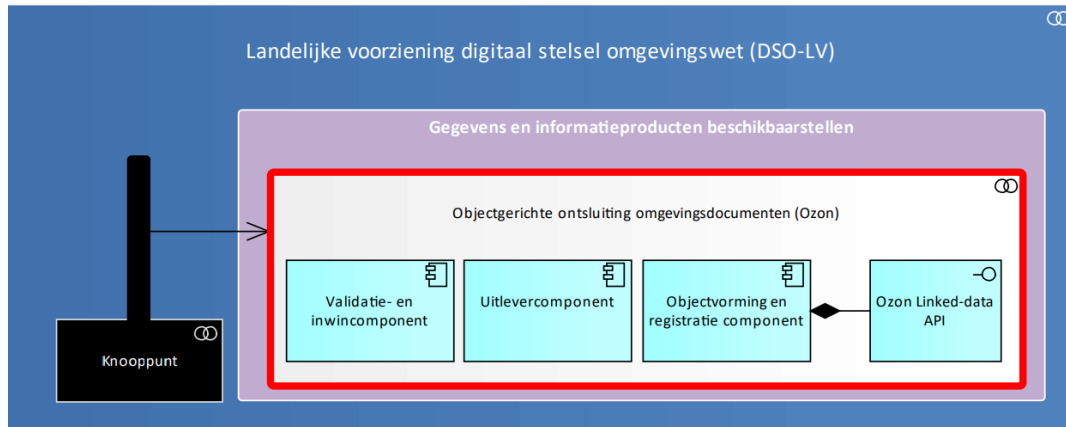 Landelijke voorziening digitaal stelsel omgevingswet (DSO-LV)
Gegevens en informatieproducten beschikbaarstellen
Objectgerichte ontsluiting omgevingsdocumenten (Ozon)
Validatie- en
inwincomponent
Uitlevercomponent
Objectvorming en
registratie component
Ozon Linked-data
API
Knooppunt